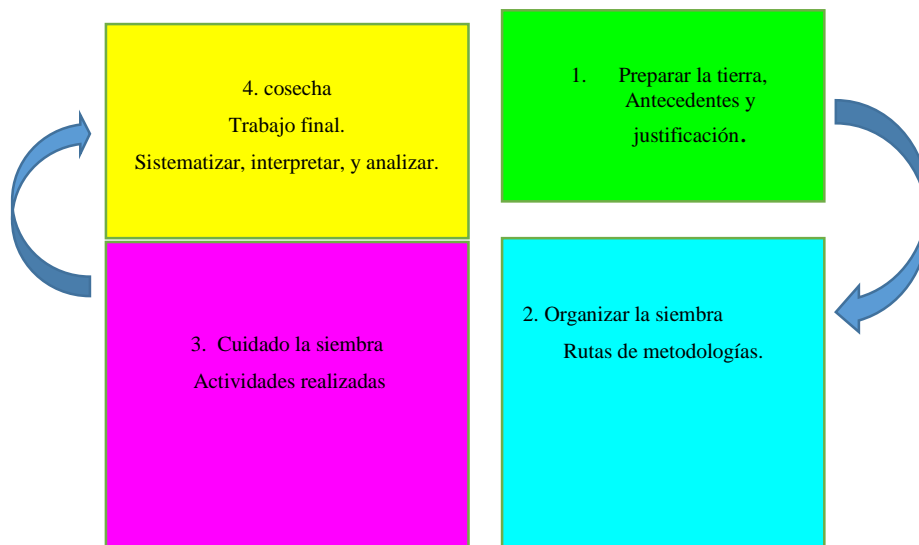 4. cosecha
Trabajo final.
Sistematizar, interpretar, y analizar.
1. Preparar la tierra,
Antecedentes y
justificación.
3. Cuidado la siembra
Actividades realizadas
2. Organizar la siembra
Rutas de metodologías.